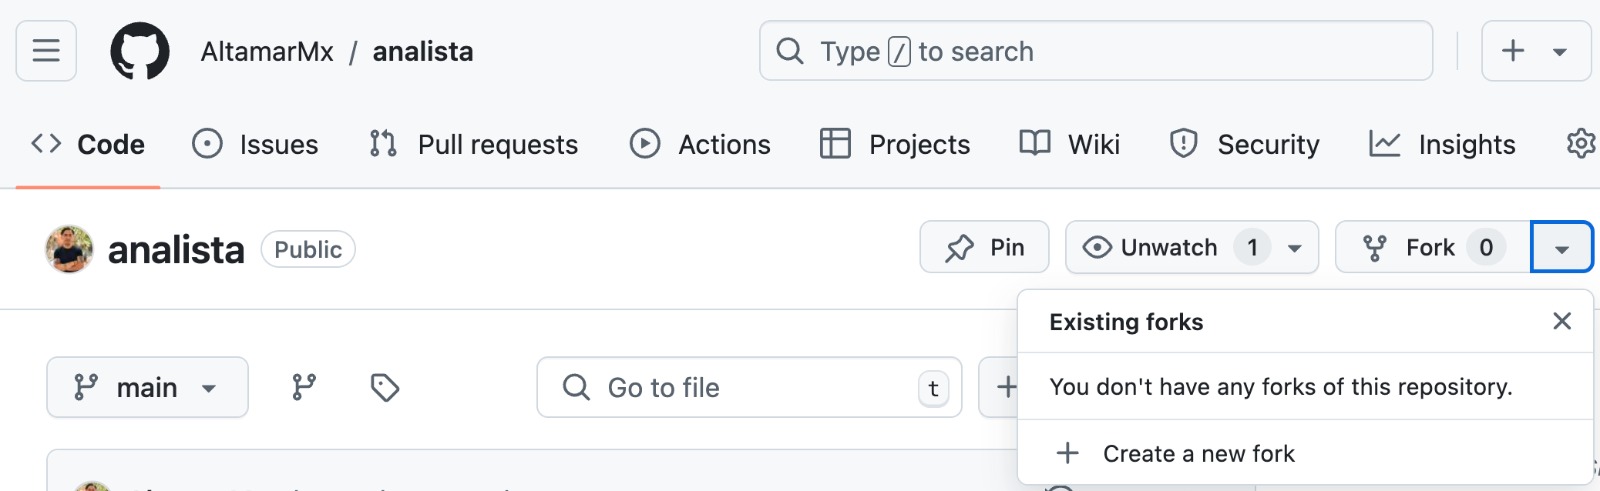 AltamarMx / analista
Type / to search
Code Issues Pull requests Actions Projects Wiki Security Insights
analista Public Pin Unwatch 1 Fork 0
Existing forks
main Go to file t
You don't have any forks of this repository.
Create a new fork